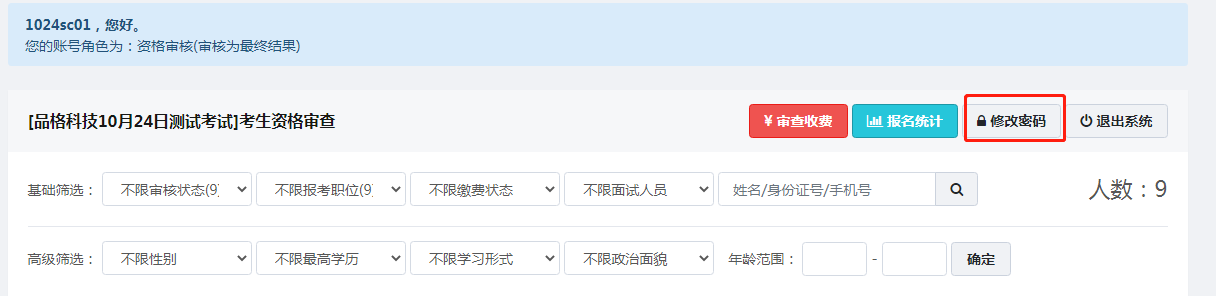 1024sc01，您好。
您的账号角色为：资格审核(审核为最终结果)
[品格科技10月24日测试考试]考生资格审查
¥ 审查收费 报名统计 修改密码 退出系统
基础筛选： 不限审核状态(9) 不限报考职位(9) 不限缴费状态 不限面试人员 姓名/身份证号/手机号 人数：9
高级筛选： 不限性别 不限最高学历 不限学习形式 不限政治面貌 年龄范围： - 确定